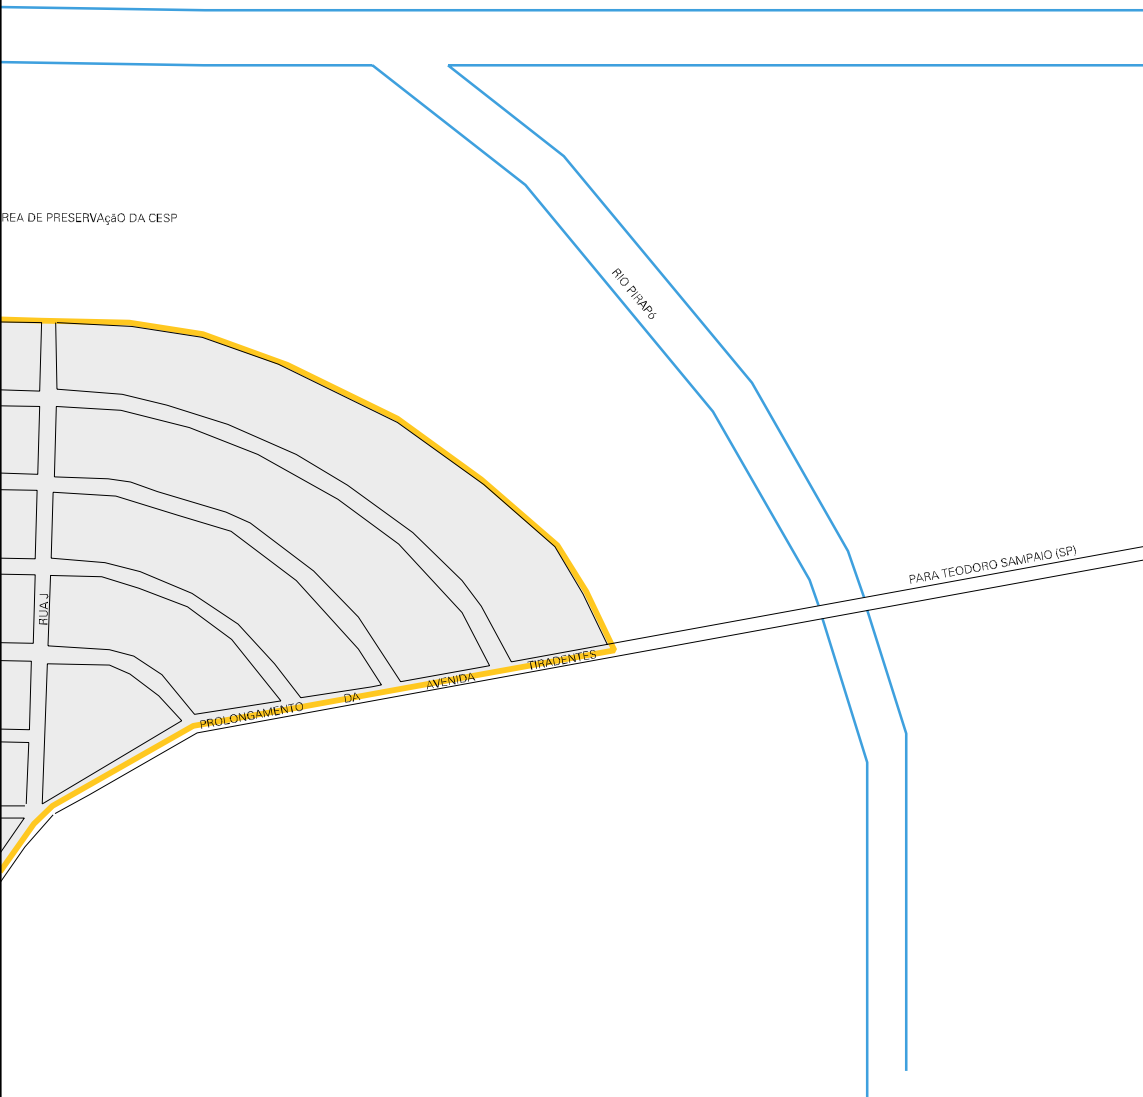 REA DE PRESERVAçãO DA CESP
RIO PIRAPó
PARA TEODORO SAMPAIO (SP)
RUA J
PROLONGAMENTO DA AVENIDA TIRADENTES